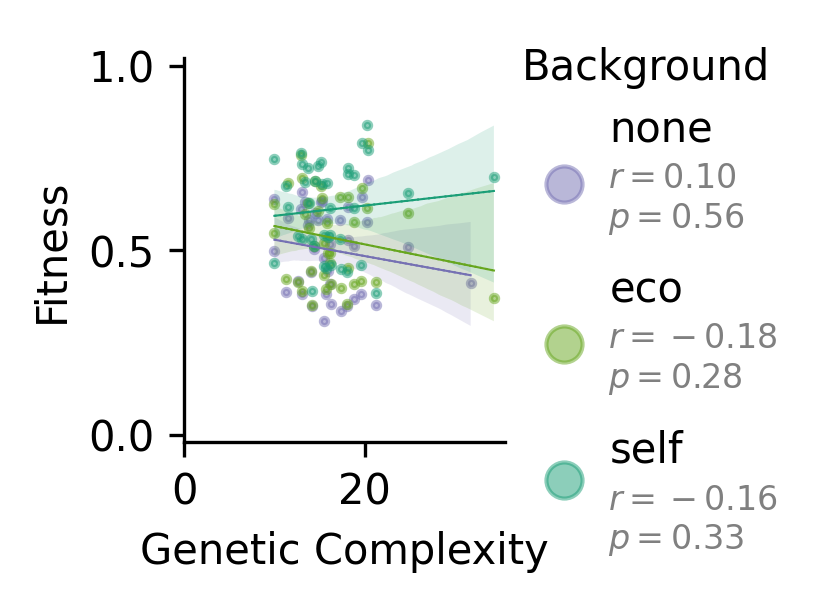 1.0
0.5
0.0
Fitness
0
20
Genetic Complexity
Background
none
r = 0.10
p = 0.56
eco
r = − 0.18
p = 0.28
self
r = − 0.16
p = 0.33